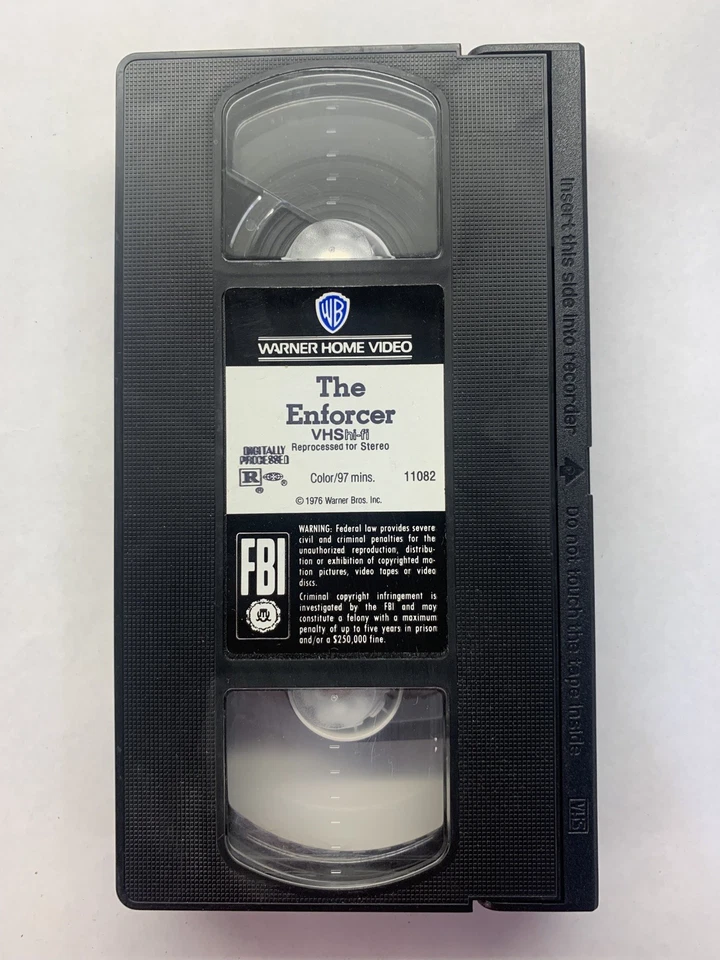 WB
WARNER HOME VIDEO
The
Enforcer
VHS hi-fi
Reprocessed for Stereo
DIGITALLY
PROCESSED
R ®
Color/97 mins. 11082
© 1976 Warner Bros. Inc.
FBI
WARNING: Federal law provides severe
civil and criminal penalties for the
unauthorized reproduction, distribu-
tion or exhibition of copyrighted mo-
tion pictures, video tapes or video
discs.
Criminal copyright infringement is
investigated by the FBI and may
constitute a felony with a maximum
penalty of up to five years in prison
and/or a $250,000 fine.
Insert this side into recorder
Do not touch the tape inside
VHS